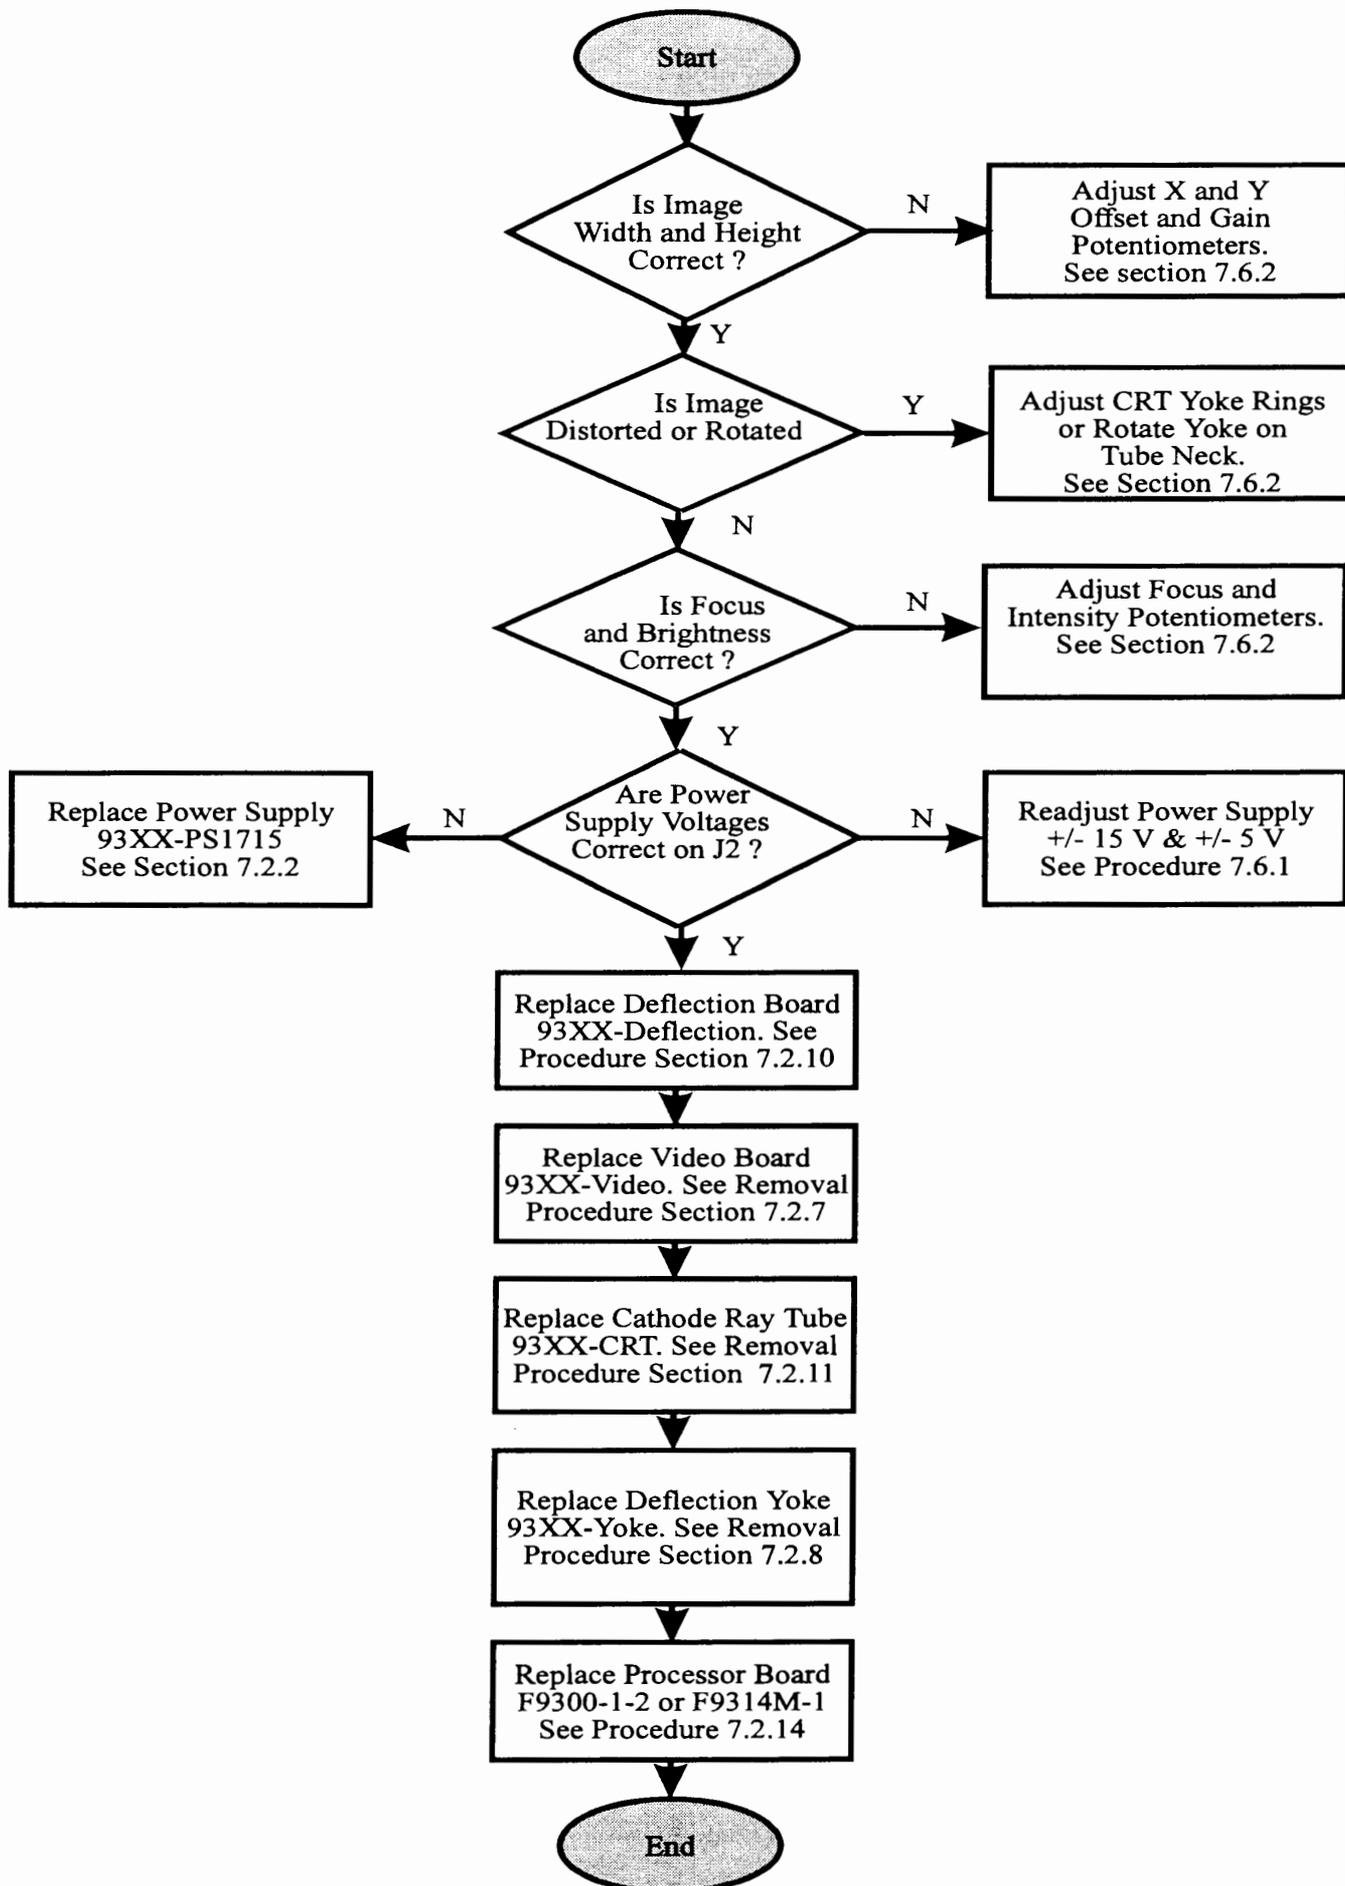 Start
Is Image
Width and Height
Correct ?
N
Adjust X and Y
Offset and Gain
Potentiometers.
See section 7.6.2
Y
Is Image
Distorted or Rotated
Y
Adjust CRT Yoke Rings
or Rotate Yoke on
Tube Neck.
See Section 7.6.2
N
Is Focus
and Brightness
Correct ?
N
Adjust Focus and
Intensity Potentiometers.
See Section 7.6.2
Y
Replace Power Supply
93XX-PS1715
See Section 7.2.2
N
Are Power
Supply Voltages
Correct on J2 ?
N
Readjust Power Supply
+/- 15 V & +/- 5 V
See Procedure 7.6.1
Y
Replace Deflection Board
93XX-Deflection. See
Procedure Section 7.2.10
Replace Video Board
93XX-Video. See Removal
Procedure Section 7.2.7
Replace Cathode Ray Tube
93XX-CRT. See Removal
Procedure Section 7.2.11
Replace Deflection Yoke
93XX-Yoke. See Removal
Procedure Section 7.2.8
Replace Processor Board
F9300-1-2 or F9314M-1
See Procedure 7.2.14
End